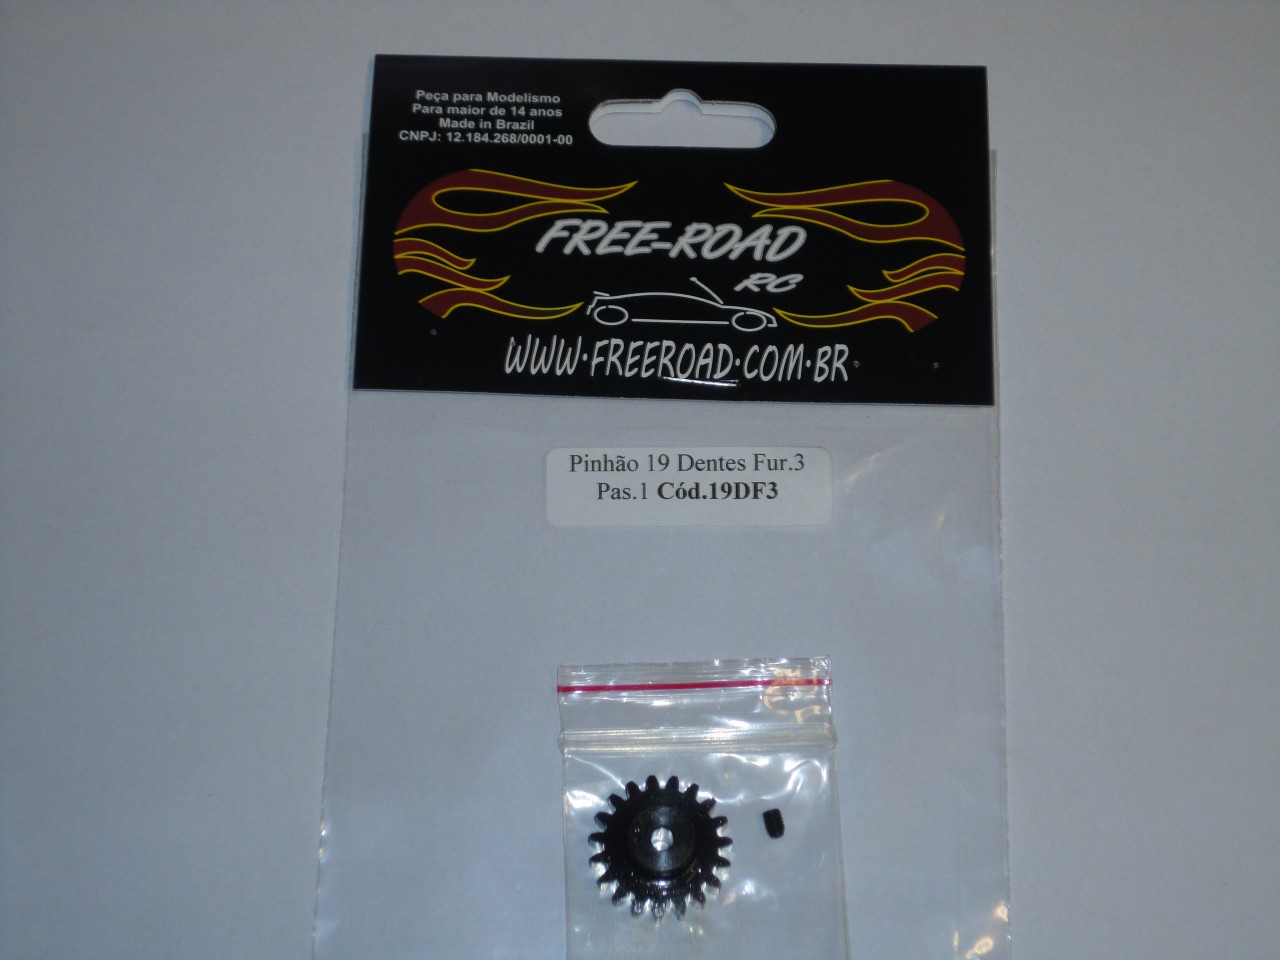 Peça para Modelismo
Para maior de 14 anos
Made in Brazil
CNPJ: 12.184.268/0001-00
FREE-ROAD
RC
WWW.FREEROAD.COM.BR
Pinhão 19 Dentes Fur.3
Pas.1 Cód.19DF3